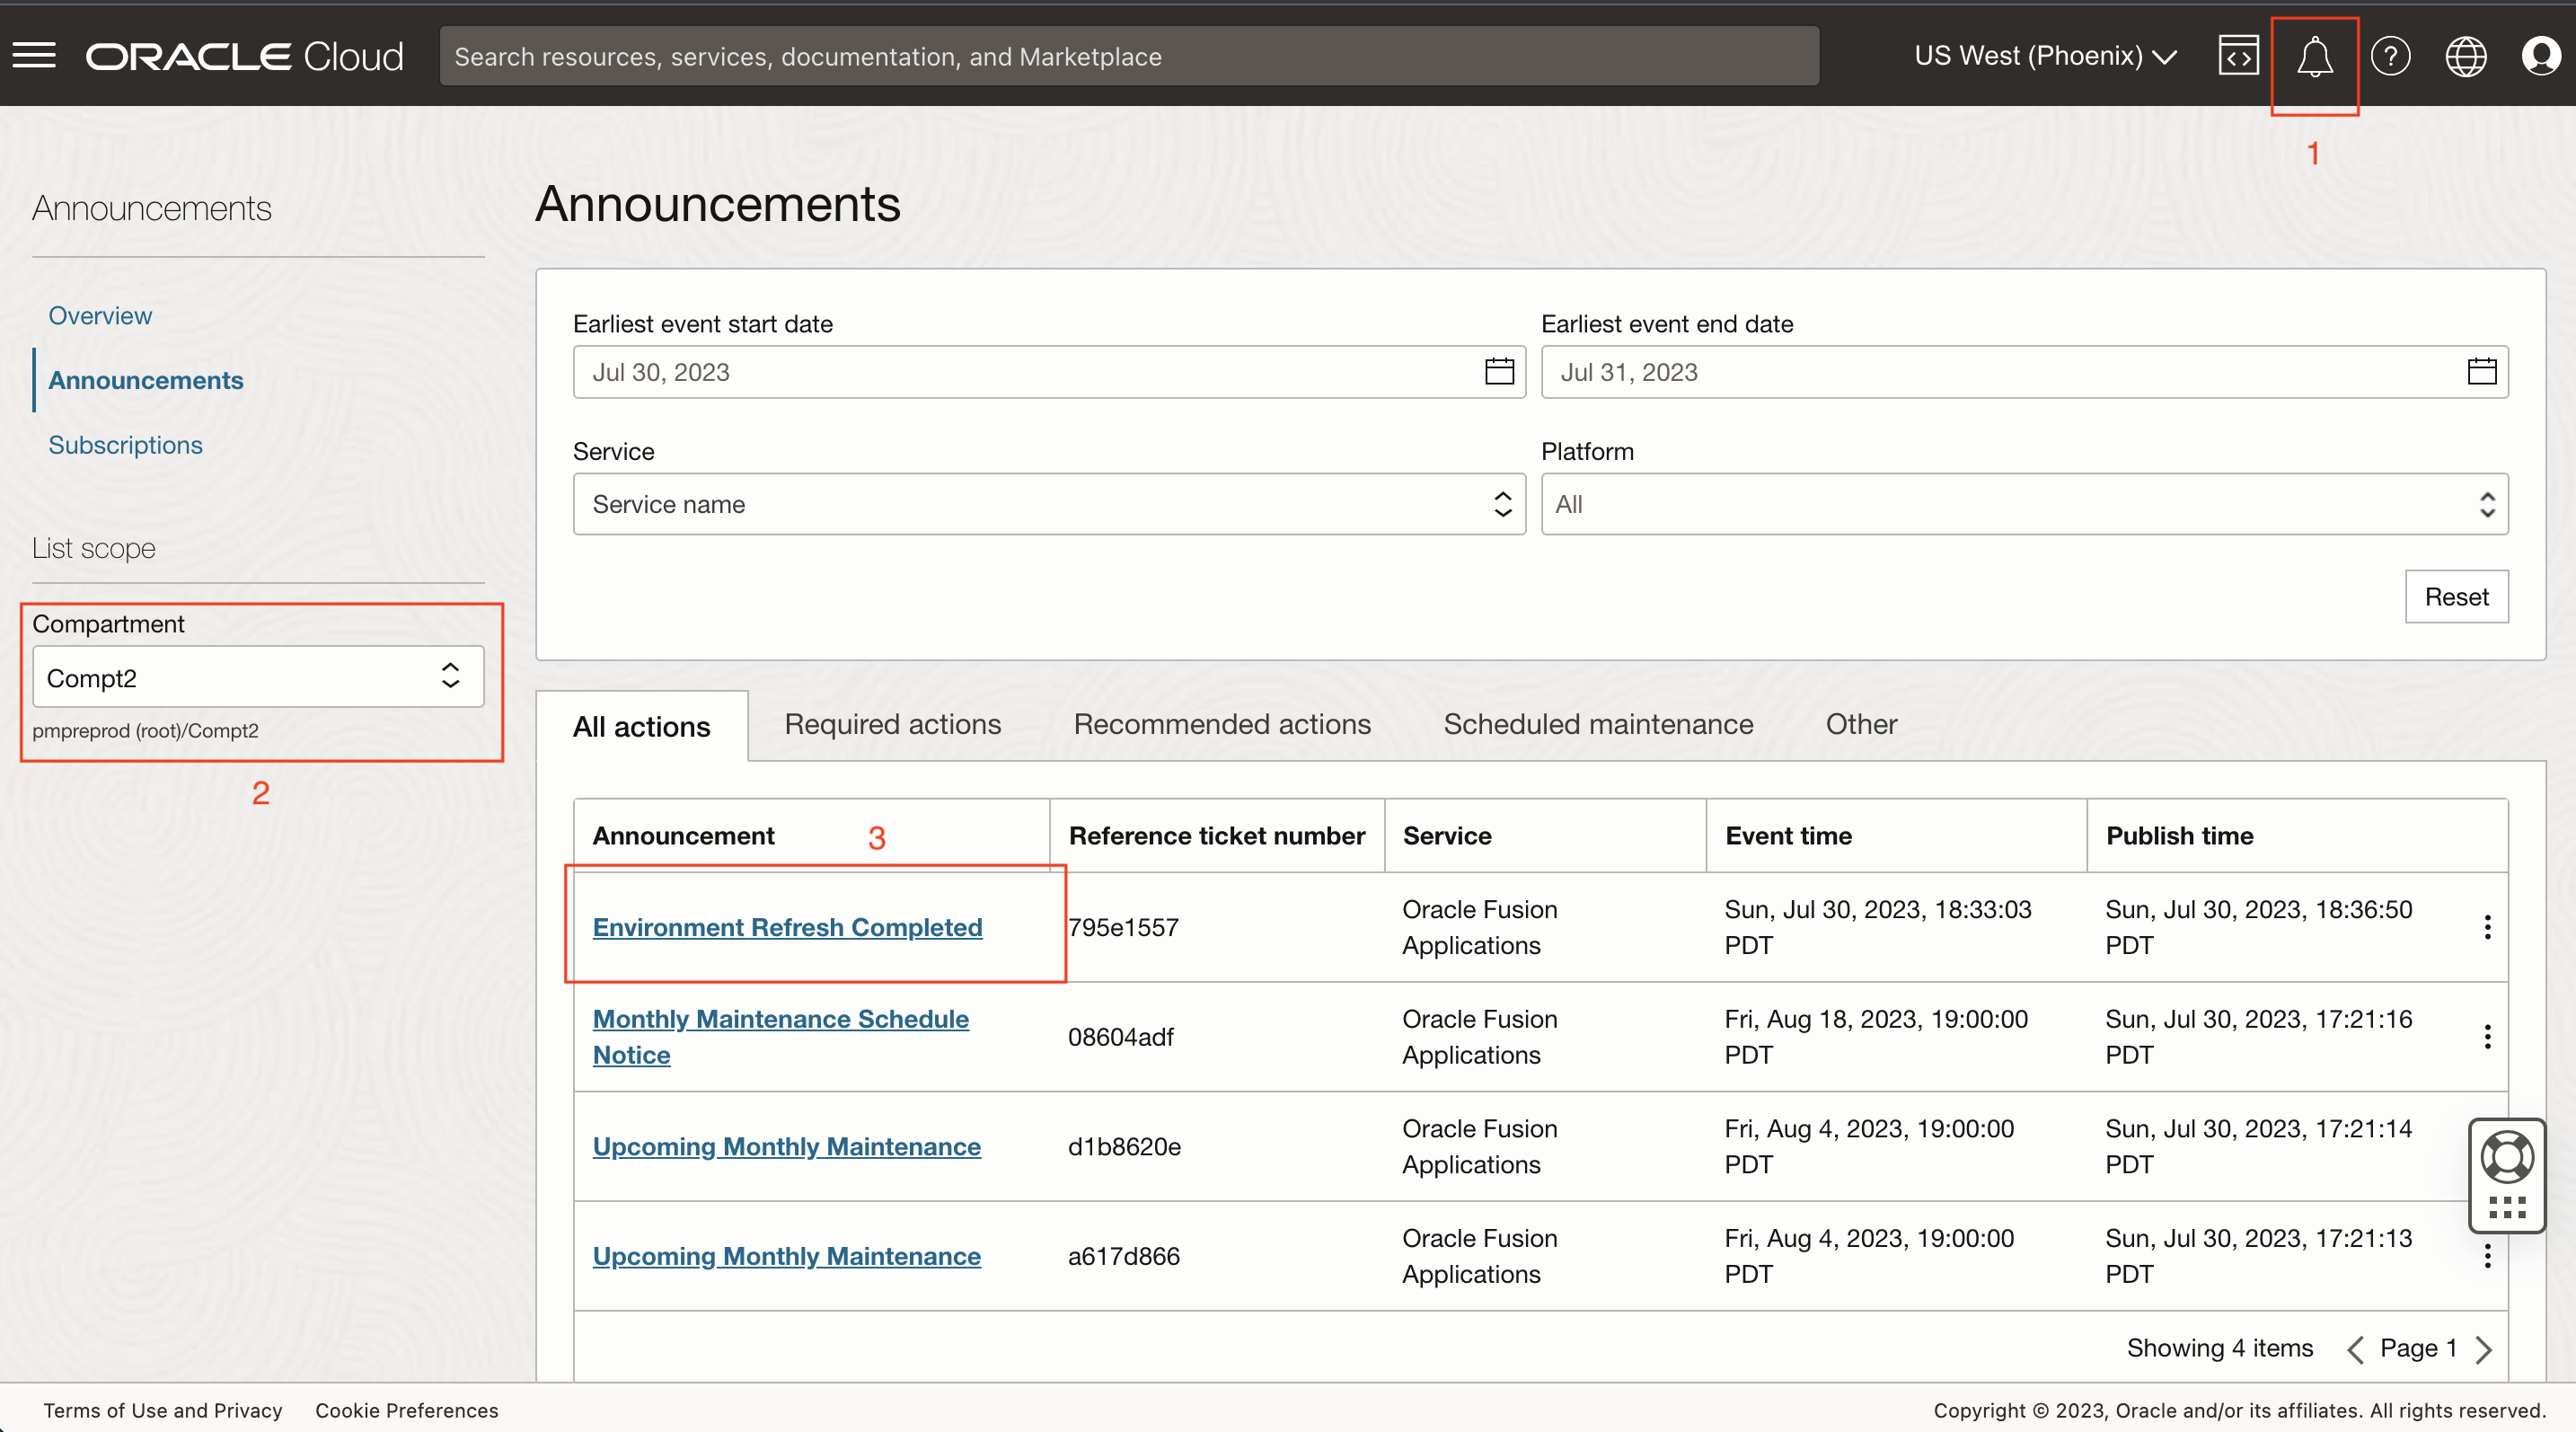 ORACLE Cloud
Search resources, services, documentation, and Marketplace
US West (Phoenix)
1
Announcements
Overview
Announcements
Subscriptions
List scope
Compartment
Compt2
pmpreprod (root)/Compt2
2
Announcements
Earliest event start date
Jul 30, 2023
Earliest event end date
Jul 31, 2023
Service
Service name
Platform
All
Reset
All actions
Required actions
Recommended actions
Scheduled maintenance
Other
Announcement
3
Reference ticket number
Service
Event time
Publish time
Environment Refresh Completed
795e1557
Oracle Fusion
Applications
Sun, Jul 30, 2023, 18:33:03
PDT
Sun, Jul 30, 2023, 18:36:50
PDT
Monthly Maintenance Schedule
Notice
08604adf
Oracle Fusion
Applications
Fri, Aug 18, 2023, 19:00:00
PDT
Sun, Jul 30, 2023, 17:21:16
PDT
Upcoming Monthly Maintenance
d1b8620e
Oracle Fusion
Applications
Fri, Aug 4, 2023, 19:00:00
PDT
Sun, Jul 30, 2023, 17:21:14
PDT
Upcoming Monthly Maintenance
a617d866
Oracle Fusion
Applications
Fri, Aug 4, 2023, 19:00:00
PDT
Sun, Jul 30, 2023, 17:21:13
PDT
Showing 4 items
Page 1
Terms of Use and Privacy
Cookie Preferences
Copyright © 2023, Oracle and/or its affiliates. All rights reserved.